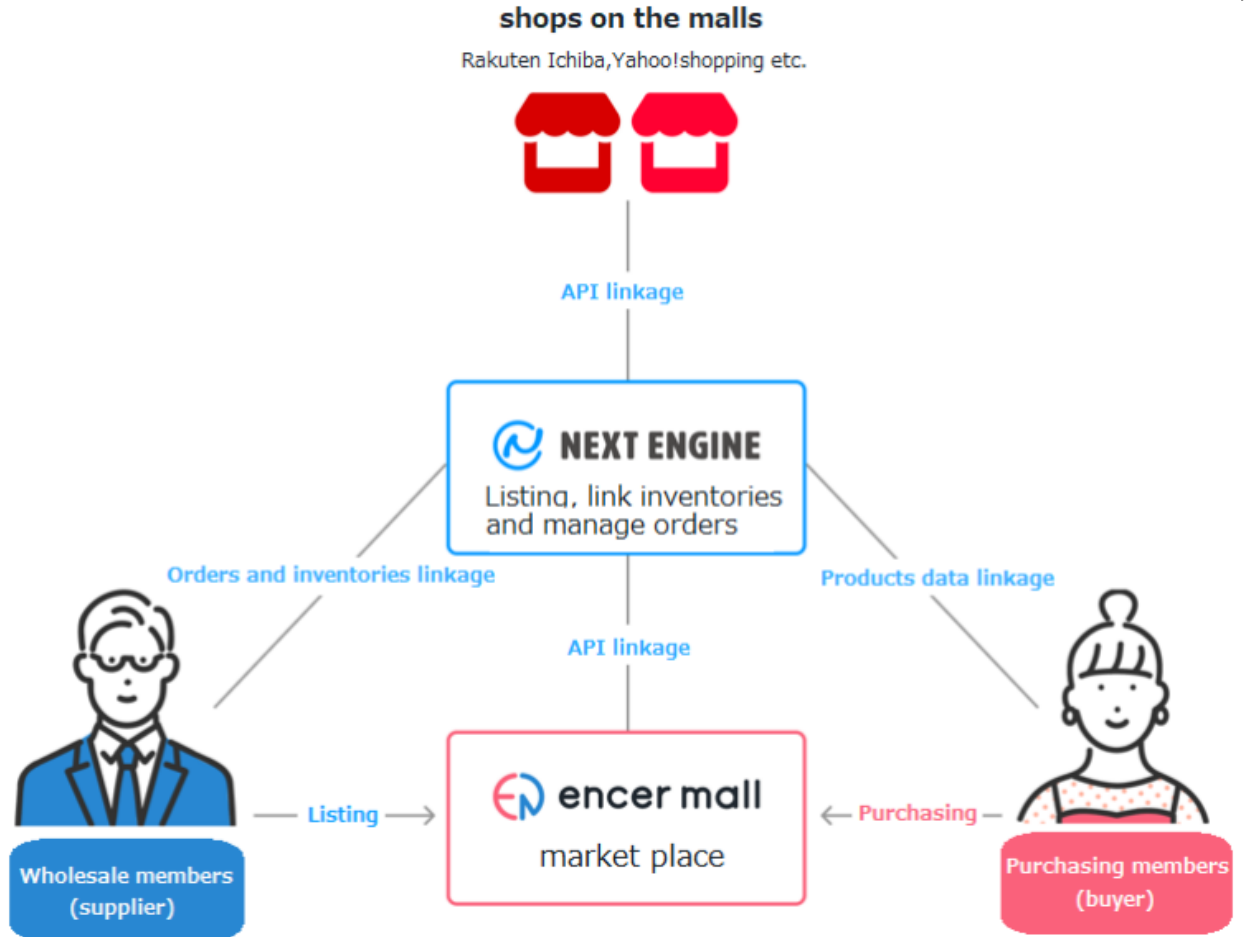 shops on the malls
Rakuten Ichiba,Yahoo!shopping etc.
API linkage
NEXT ENGINE
Listing, link inventories
and manage orders
Orders and inventories linkage
Products data linkage
API linkage
encer mall
market place
Listing
Purchasing
Wholesale members
(supplier)
Purchasing members
(buyer)